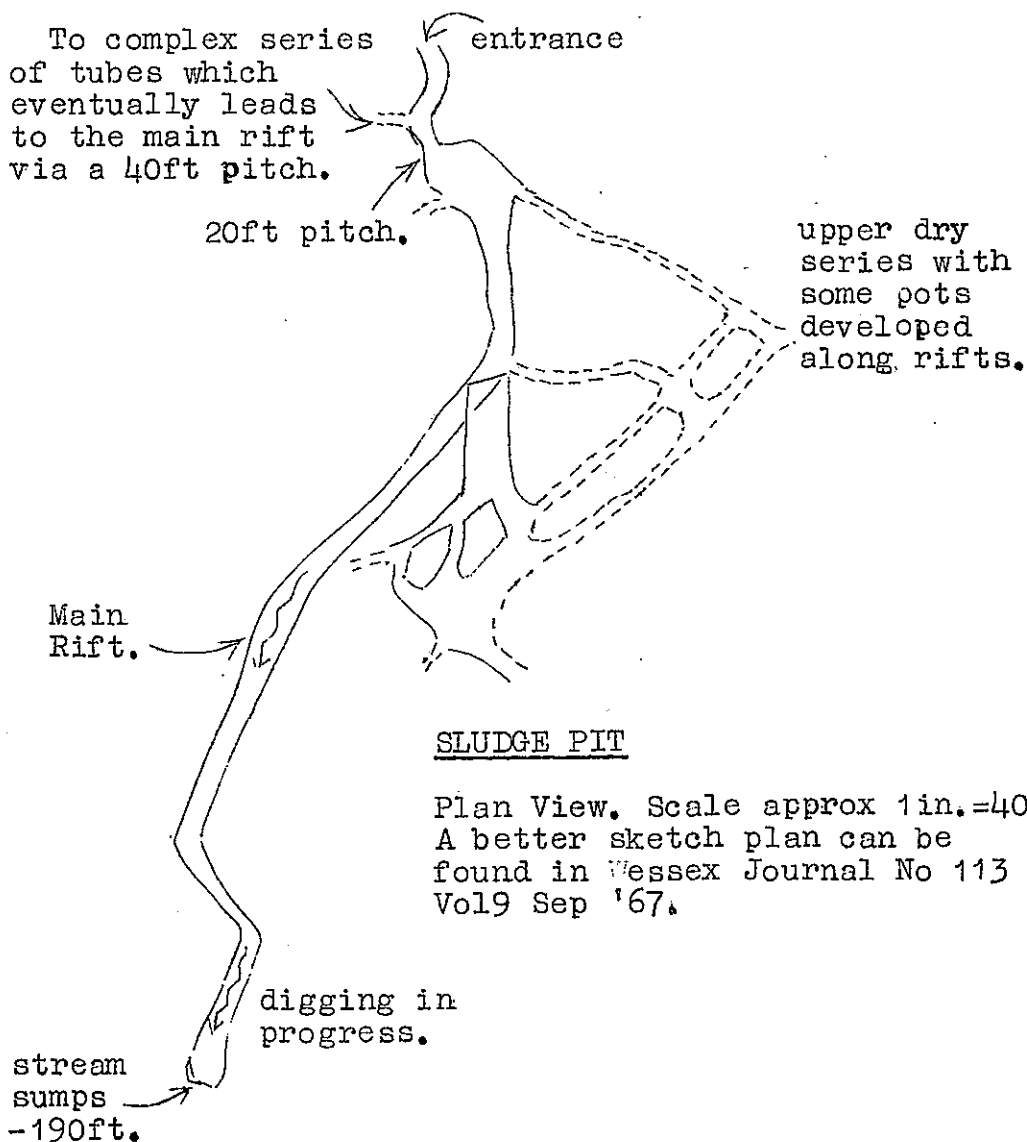 To complex series
of tubes which
eventually leads
to the main rift
via a 40ft pitch.
entrance
20ft pitch.
upper dry
series with
some pots
developed
along rifts.
Main
Rift.
SLUDGE PIT
Plan View. Scale approx 1in.=40
A better sketch plan can be
found in Wessex Journal No 113
Vol9 Sep '67.
digging in
progress.
stream
sumps
-190ft.